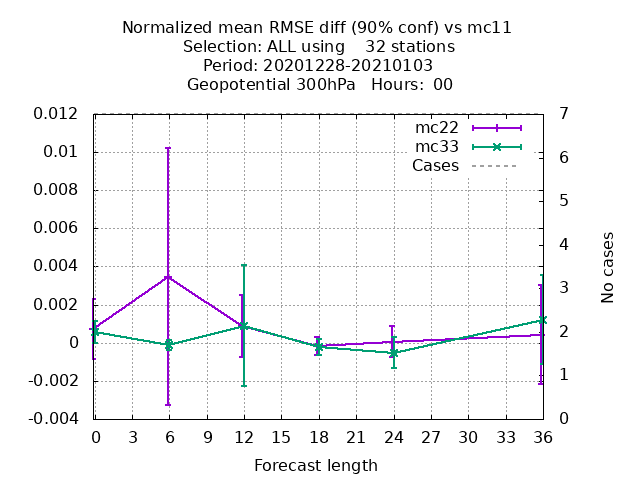 Normalized mean RMSE diff (90% conf) vs mc11
Selection: ALL using    32 stations
Period: 20201228-20210103
Geopotential 300hPa   Hours:  00
0.012
0.01
0.008
0.006
0.004
0.002
0
-0.002
-0.004
7
6
5
4
3
2
1
0
mc22
mc33
Cases
No cases
0 3 6 9 12 15 18 21 24 27 30 33 36
Forecast length